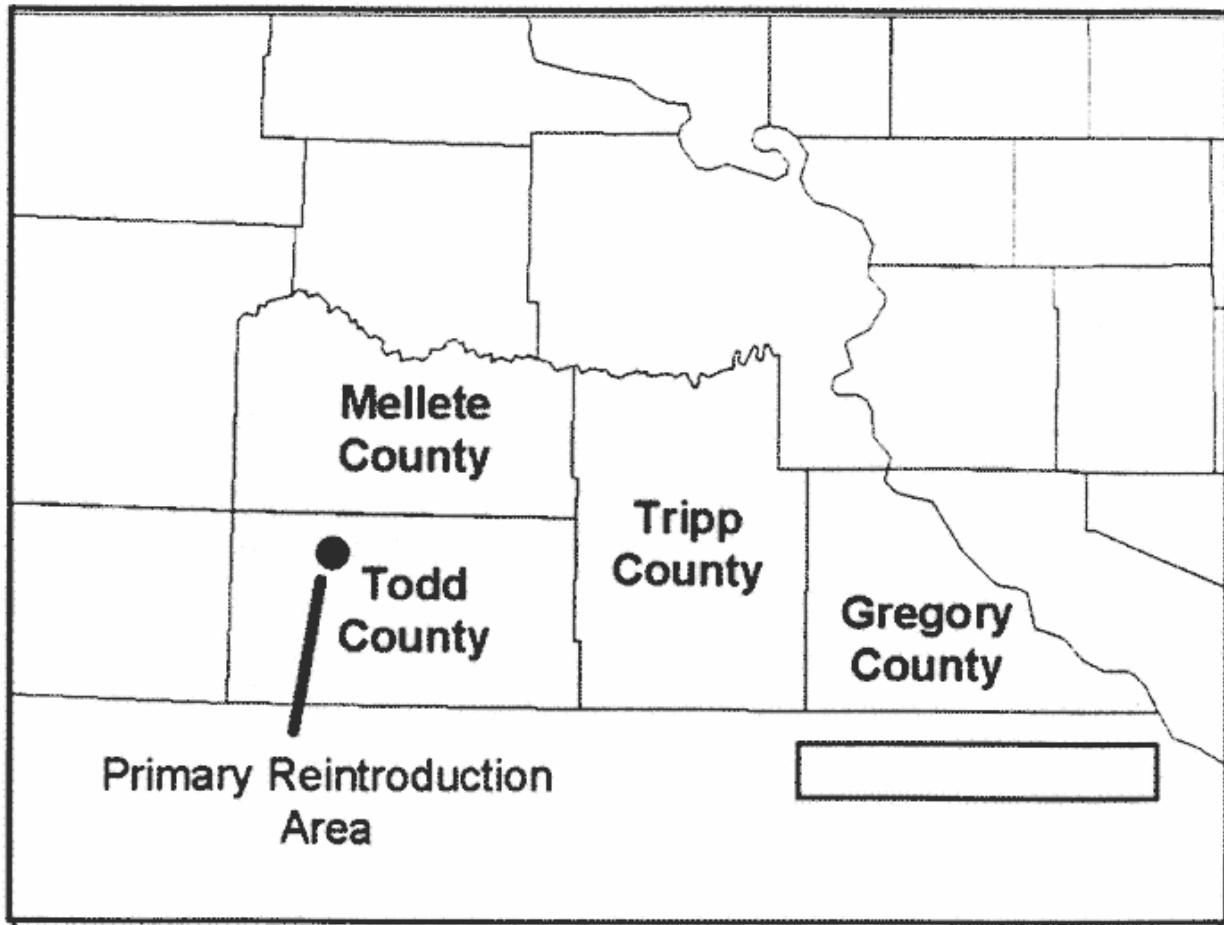 Mellete
County
Tripp
County
Todd
County
Gregory
County
Primary Reintroduction
Area